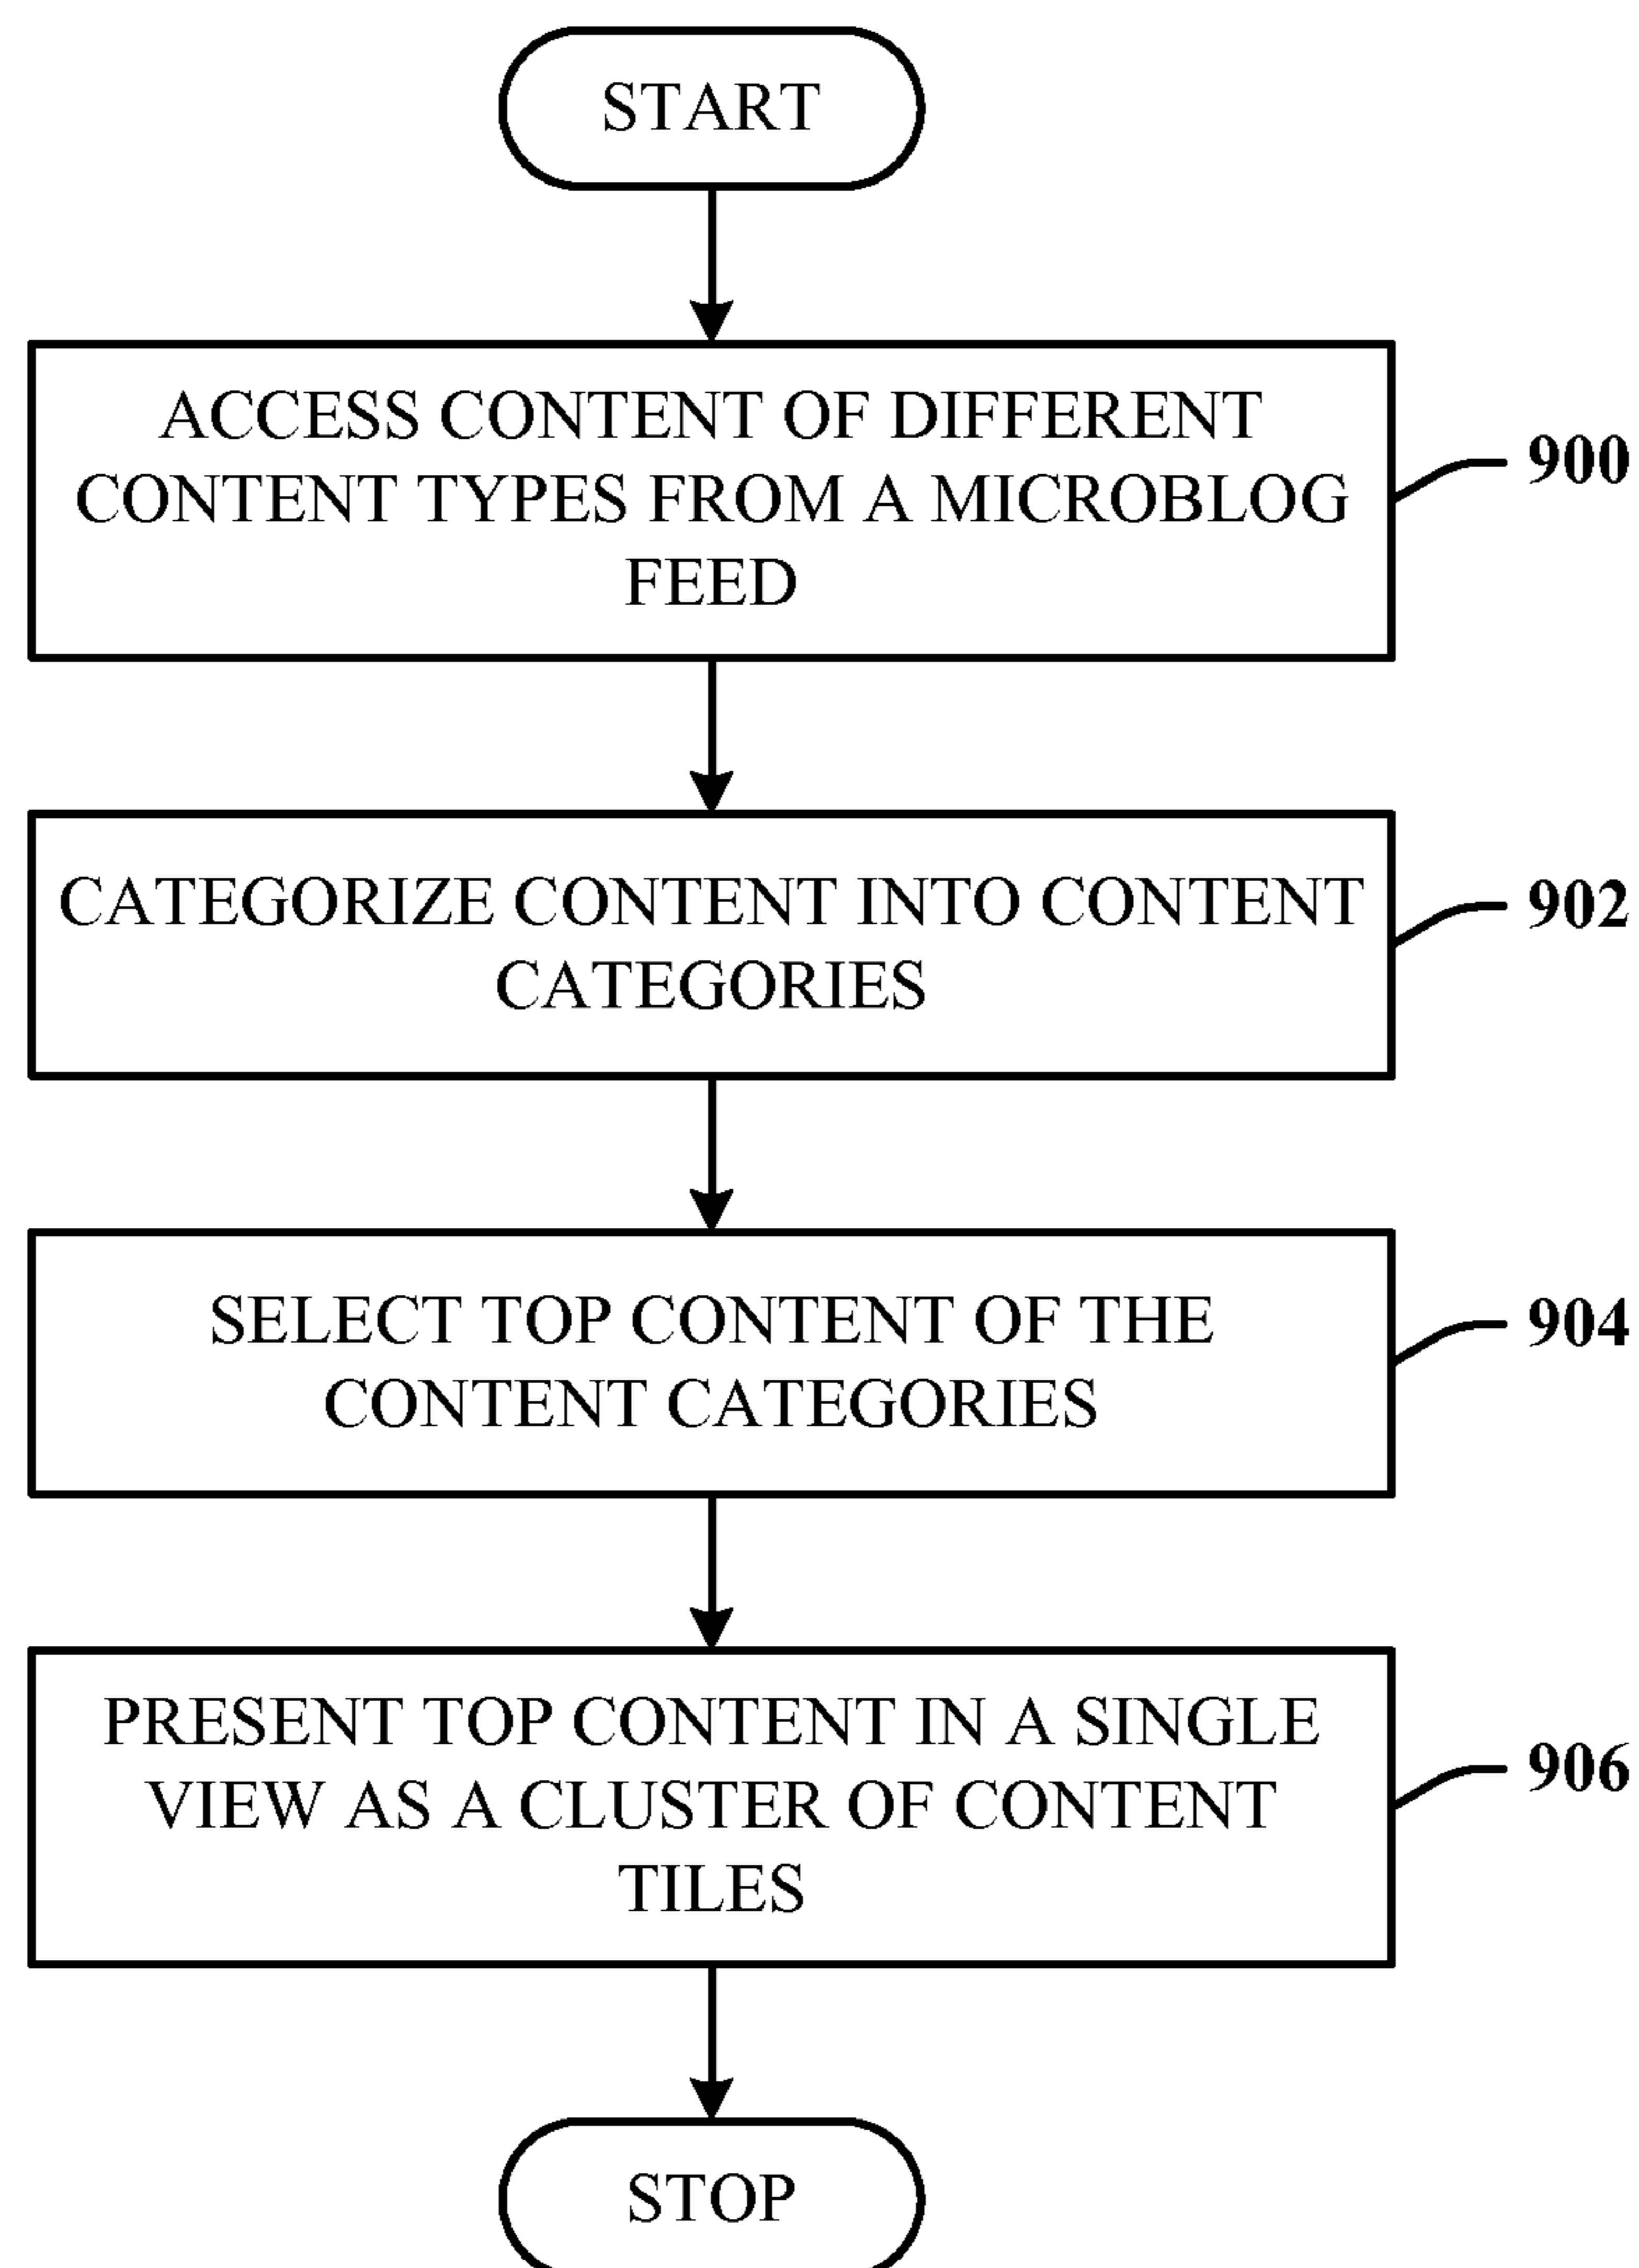 START
ACCESS CONTENT OF DIFFERENT
CONTENT TYPES FROM A MICROBLOG
FEED
900
CATEGORIZE CONTENT INTO CONTENT
CATEGORIES
902
SELECT TOP CONTENT OF THE
CONTENT CATEGORIES
904
PRESENT TOP CONTENT IN A SINGLE
VIEW AS A CLUSTER OF CONTENT
TILES
906
STOP